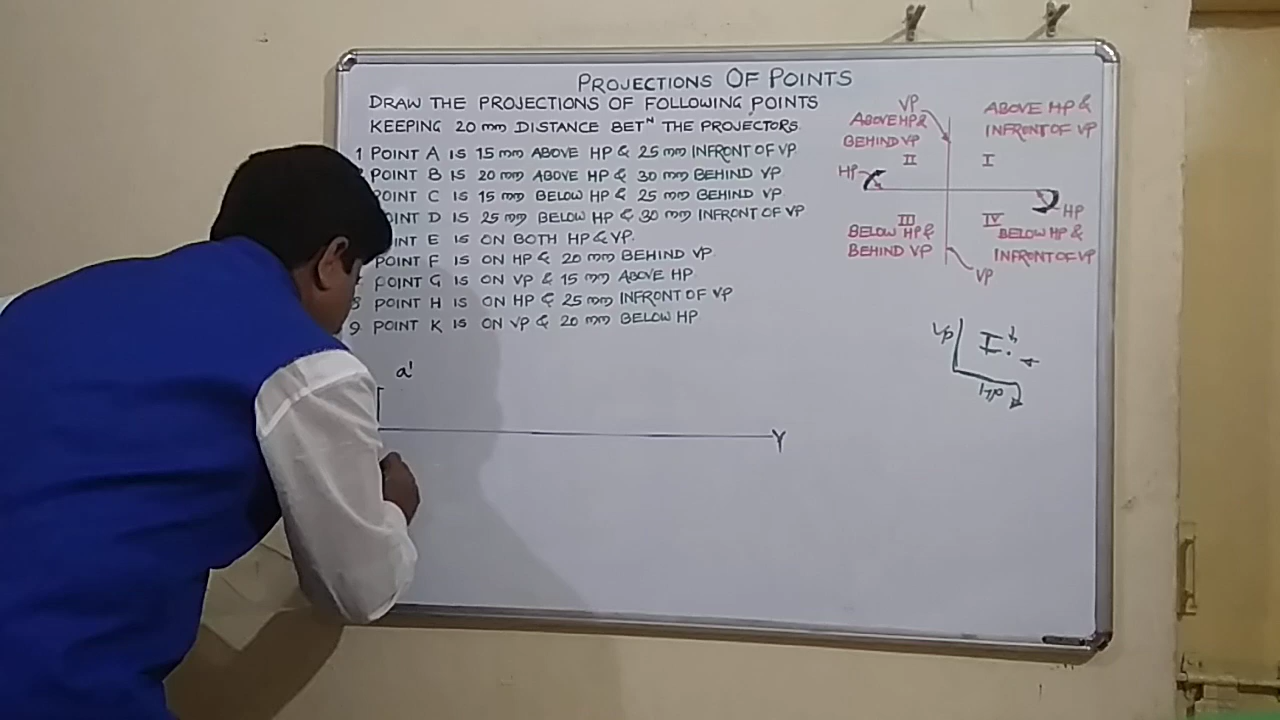 PROJECTIONS OF POINTS
DRAW THE PROJECTIONS OF FOLLOWING POINTS
KEEPING 20 mm DISTANCE BETN THE PROJECTORS.
1 POINT A IS 15 mm ABOVE HP & 25 mm INFRONT OF VP
POINT B IS 20 mm ABOVE HP & 30 mm BEHIND VP
POINT C IS 15 mm BELOW HP & 25 mm BEHIND VP
OINT D IS 25 mm BELOW HP & 30 mm INFRONT OF VP
INT E IS ON BOTH HP & VP.
POINT F IS ON HP & 20 mm BEHIND VP.
POINT G IS ON VP & 15 mm ABOVE HP.
8 POINT H IS ON HP & 25 mm INFRONT OF VP
9 POINT K IS ON VP & 20 mm BELOW HP
a'
Y
VP
ABOVE HP &
BEHIND VP
II
ABOVE HP &
INFRONT OF VP
I
HP
HP
III
BELOW HP &
BEHIND VP
IV
BELOW HP &
INFRONT OF VP
VP
VP
I
HP